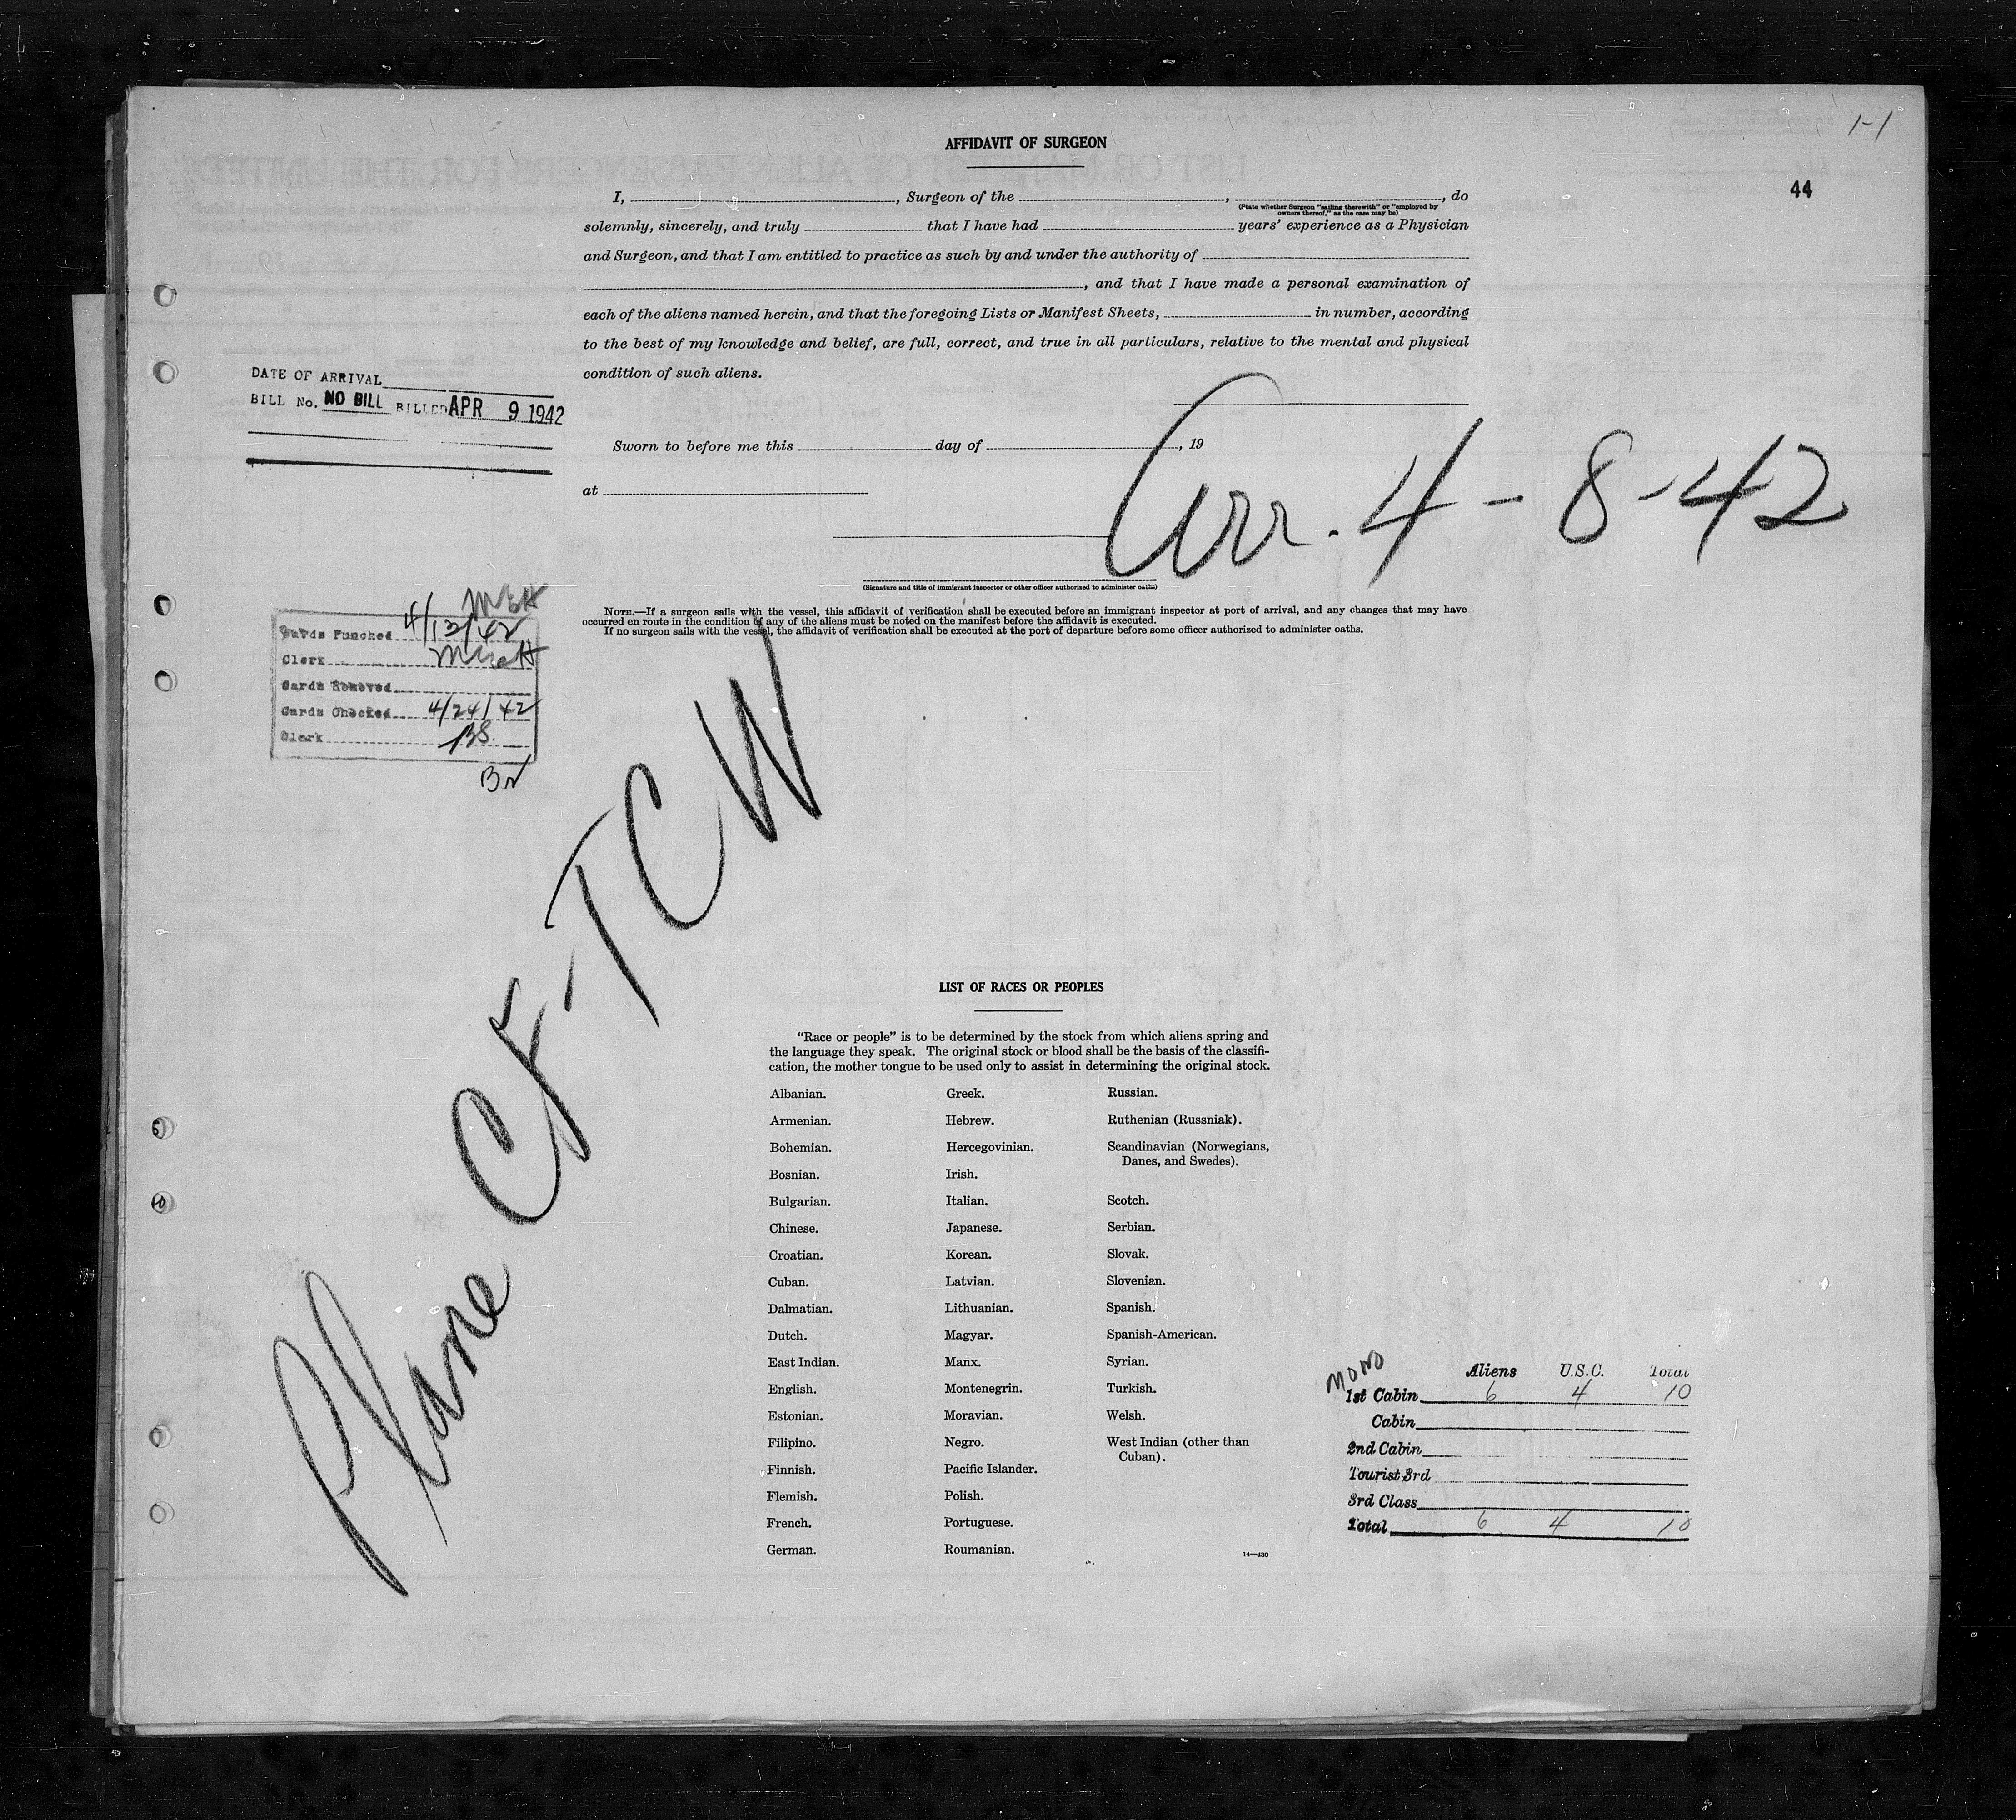 1-1
44
AFFIDAVIT OF SURGEON
I, , Surgeon of the , , do
(State whether Surgeon "sailing therewith" or "employed by
owners thereof," as the case may be)
solemnly, sincerely, and truly that I have had years' experience as a Physician
and Surgeon, and that I am entitled to practice as such by and under the authority of
, and that I have made a personal examination of
each of the aliens named herein, and that the foregoing Lists or Manifest Sheets, in number, according
to the best of my knowledge and belief, are full, correct, and true in all particulars, relative to the mental and physical
condition of such aliens.
DATE OF ARRIVAL
BILL No. NO BILL BILLED APR 9 1942
Sworn to before me this day of , 19
at
Arr. 4-8-42
(Signature and title of immigrant inspector or other officer authorized to administer oaths)
NOTE.—If a surgeon sails with the vessel, this affidavit of verification shall be executed before an immigrant inspector at port of arrival, and any changes that may have
occurred en route in the condition of any of the aliens must be noted on the manifest before the affidavit is executed.
If no surgeon sails with the vessel, the affidavit of verification shall be executed at the port of departure before some officer authorized to administer oaths.
Cards Punched 4/13/42
Clerk
Cards Removed
Cards Checked 4/24/42
Clerk BS
Plane CF-TCW
LIST OF RACES OR PEOPLES
"Race or people" is to be determined by the stock from which aliens spring and
the language they speak. The original stock or blood shall be the basis of the classifi-
cation, the mother tongue to be used only to assist in determining the original stock.
Albanian. Greek. Russian.
Armenian. Hebrew. Ruthenian (Russniak).
Bohemian. Hercegovinian. Scandinavian (Norwegians,
Danes, and Swedes).
Bosnian. Irish.
Bulgarian. Italian. Scotch.
Chinese. Japanese. Serbian.
Croatian. Korean. Slovak.
Cuban. Latvian. Slovenian.
Dalmatian. Lithuanian. Spanish.
Dutch. Magyar. Spanish-American.
East Indian. Manx. Syrian.
English. Montenegrin. Turkish.
Estonian. Moravian. Welsh.
Filipino. Negro. West Indian (other than
Cuban).
Finnish. Pacific Islander.
Flemish. Polish.
French. Portuguese.
German. Roumanian.
14—430
MONO
Aliens U.S.C. Total
1st Cabin 6 4 10
Cabin
2nd Cabin
Tourist 3rd
3rd Class
Total 6 4 10